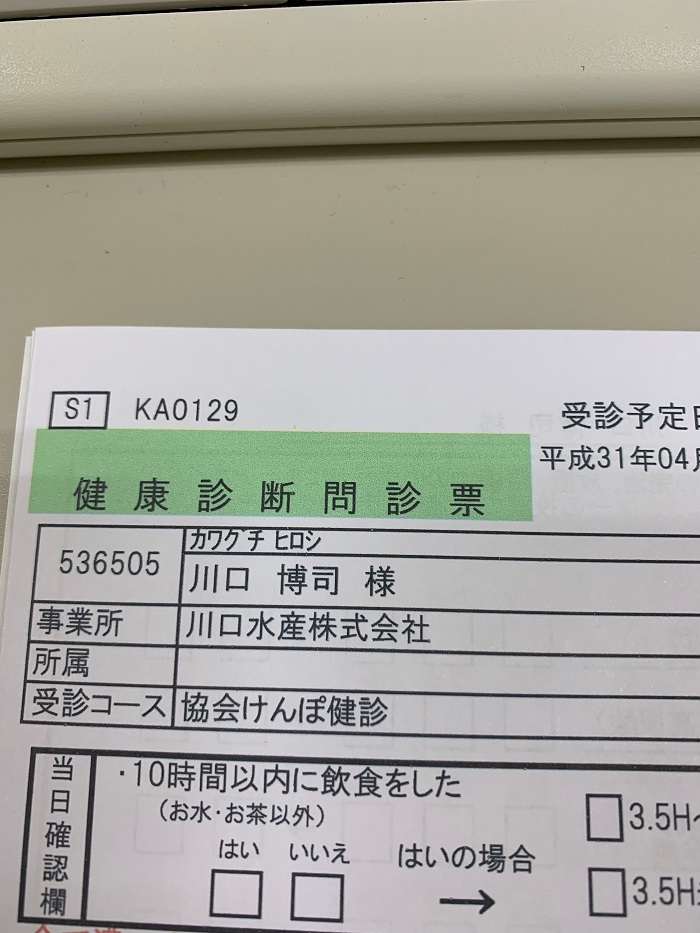 S1 KA0129 受診予定日
平成31年04月
健康診断問診票
536505
カワグチ ヒロシ
川口 博司 様
事業所 川口水産株式会社
所属
受診コース 協会けんぽ健診
当日確認欄
・10時間以内に飲食をした
(お水・お茶以外)
はい いいえ はいの場合
→
3.5H
3.5H